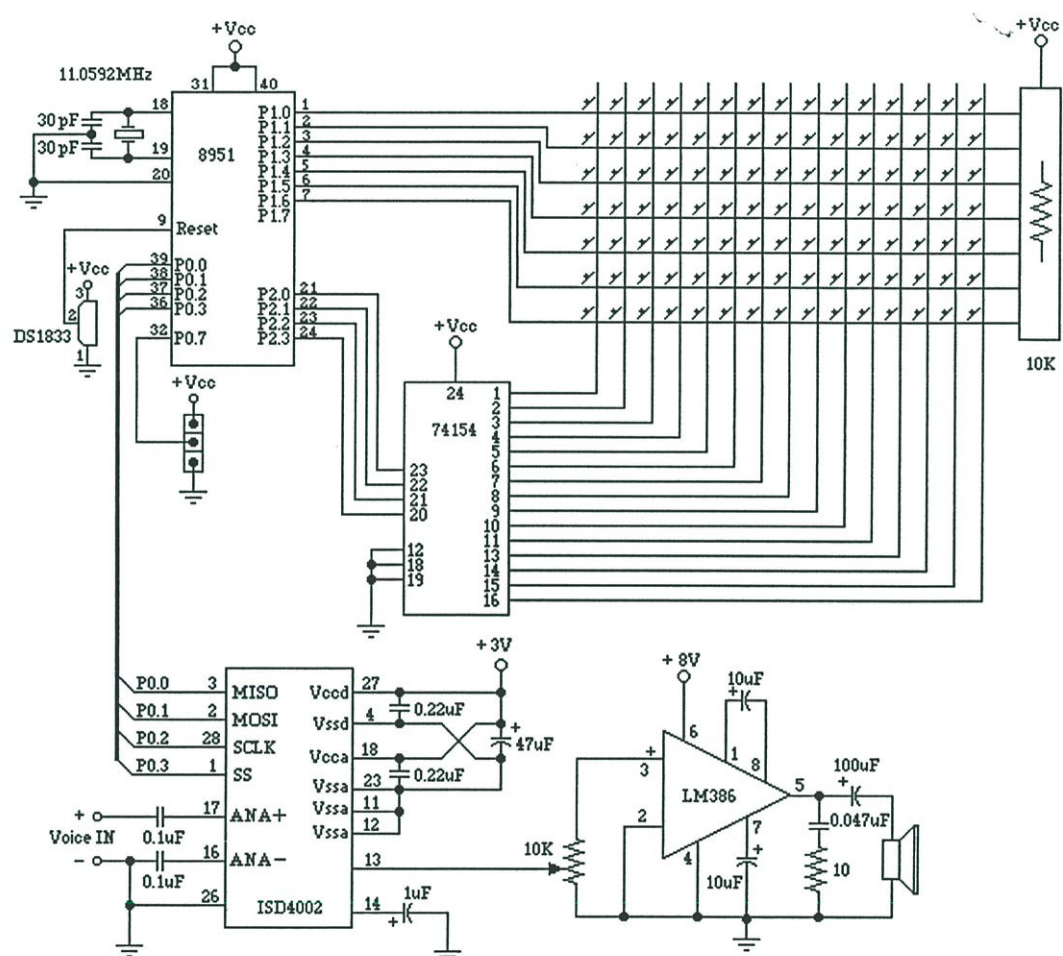 +Vcc
+Vcc
11.0592MHz
31
40
18
30pF
30pF
19
20
8951
P1.0
P1.1
P1.2
P1.3
P1.4
P1.5
P1.6
P1.7
1
2
3
4
5
6
7
9
Reset
39
38
37
36
32
P0.0
P0.1
P0.2
P0.3
P0.7
P2.0
P2.1
P2.2
P2.3
21
22
23
24
+Vcc
3
2
1
DS1833
+Vcc
+Vcc
24
74154
23
22
21
20
12
18
19
1
2
3
4
5
6
7
8
9
10
11
13
14
15
16
10K
+3V
P0.0
P0.1
P0.2
P0.3
3
2
28
1
MISO
MOSI
SCLK
SS
+
Voice IN
-
0.1uF
0.1uF
17
16
26
ANA+
ANA-
ISD4002
Vccd
Vssd
Vcca
Vssa
Vssa
Vssa
27
4
18
23
11
12
13
14
0.22uF
0.22uF
+
47uF
1uF
+
10K
+8V
6
10uF
+
1
8
+
3
2
LM386
5
7
4
+
10uF
100uF
+
0.047uF
10